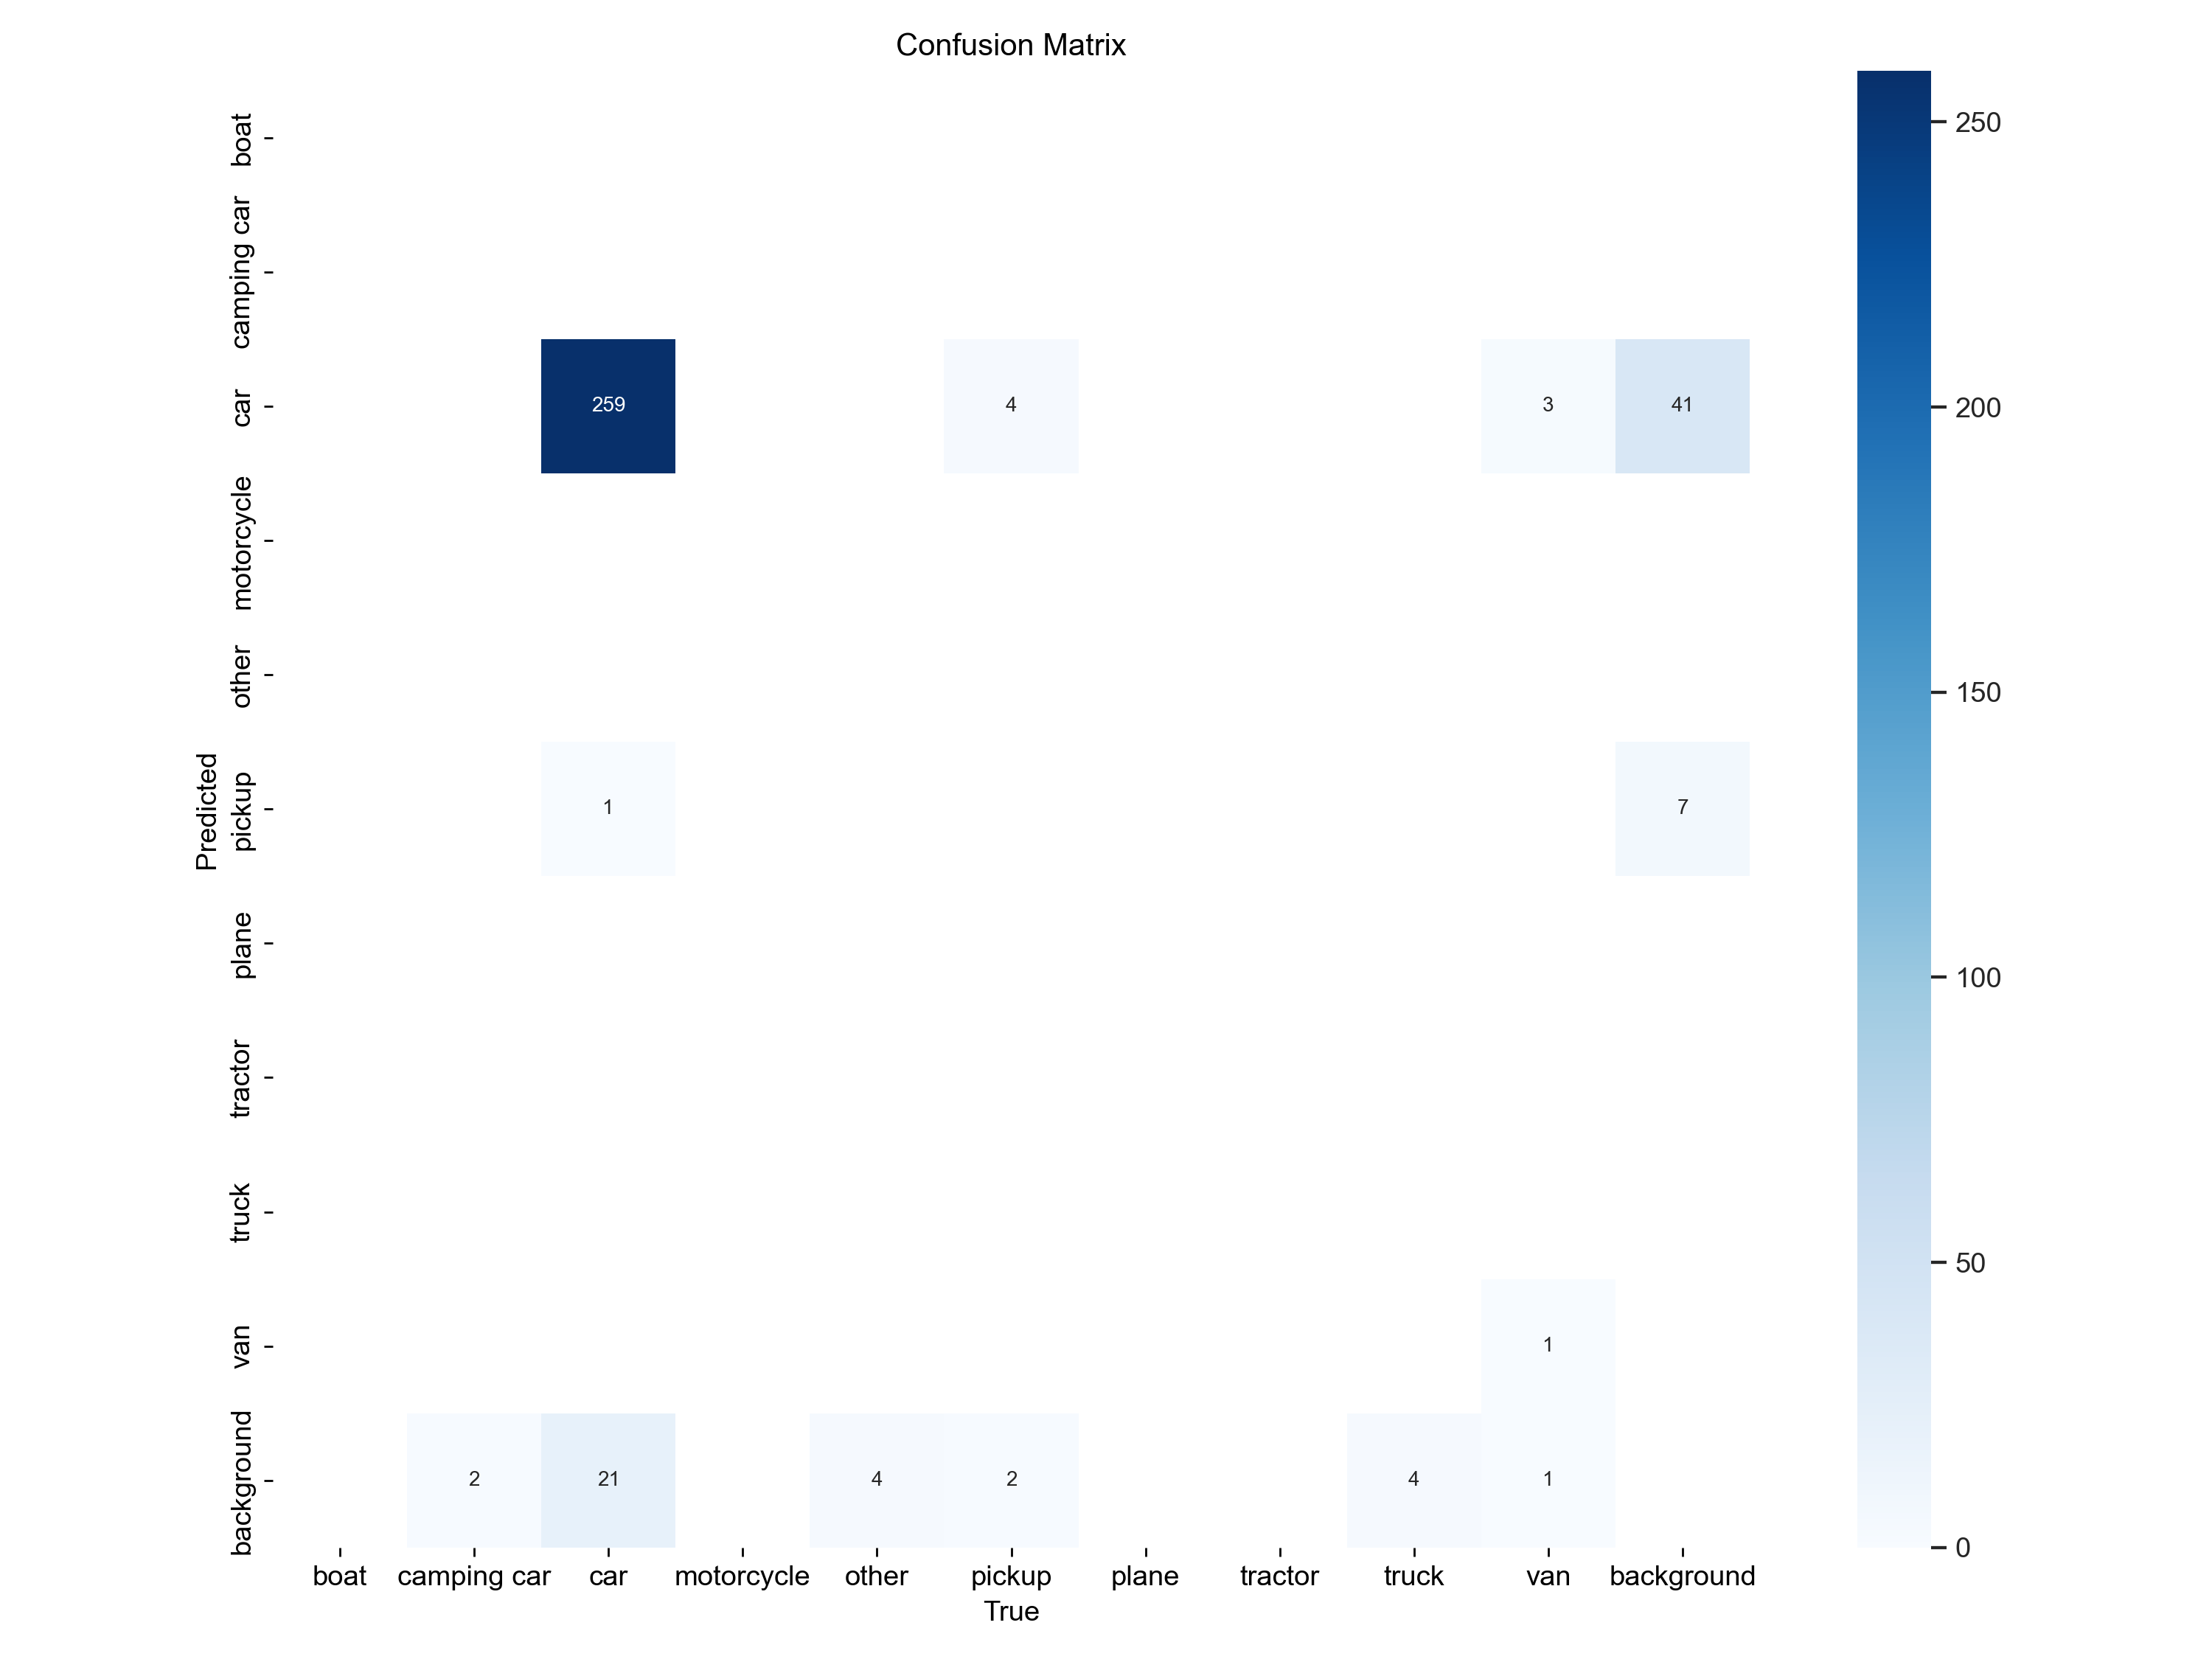 Confusion Matrix
Predicted
boat
camping car
car
motorcycle
other
pickup
plane
tractor
truck
van
background
259 4 3 41
1 7
1
2 21 4 2 4 1
boat camping car car motorcycle other pickup plane tractor truck van background
True
250
200
150
100
50
0